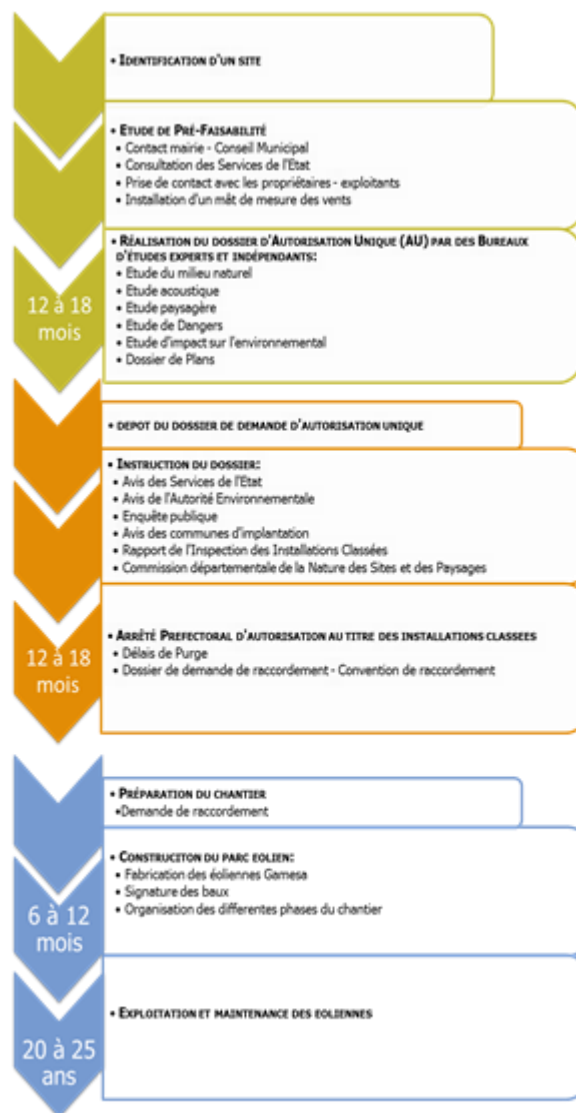 • IDENTIFICATION D'UN SITE
• ETUDE DE PRÉ-FAISABILITÉ
• Contact mairie - Conseil Municipal
• Consultation des Services de l'Etat
• Prise de contact avec les propriétaires - exploitants
• Installation d'un mât de mesure des vents
12 à 18
mois
• RÉALISATION DU DOSSIER D'AUTORISATION UNIQUE (AU) PAR DES BUREAUX
D'ÉTUDES EXPERTS ET INDÉPENDANTS:
• Etude du milieu naturel
• Etude acoustique
• Etude paysagère
• Etude de Dangers
• Etude d'impact sur l'environnemental
• Dossier de Plans
• DEPOT DU DOSSIER DE DEMANDE D'AUTORISATION UNIQUE
• INSTRUCTION DU DOSSIER:
• Avis des Services de l'Etat
• Avis de l'Autorité Environnementale
• Enquête publique
• Avis des communes d'implantation
• Rapport de l'Inspection des Installations Classées
• Commission départementale de la Nature des Sites et des Paysages
12 à 18
mois
• ARRÊTÉ PREFECTORAL D'AUTORISATION AU TITRE DES INSTALLATIONS CLASSEES
• Délais de Purge
• Dossier de demande de raccordement - Convention de raccordement
• PRÉPARATION DU CHANTIER
•Demande de raccordement
6 à 12
mois
• CONSTRUCITON DU PARC EOLIEN:
• Fabrication des éoliennes Gamesa
• Signature des baux
• Organisation des differentes phases du chantier
20 à 25
ans
• EXPLOITATION ET MAINTENANCE DES EOLIENNES